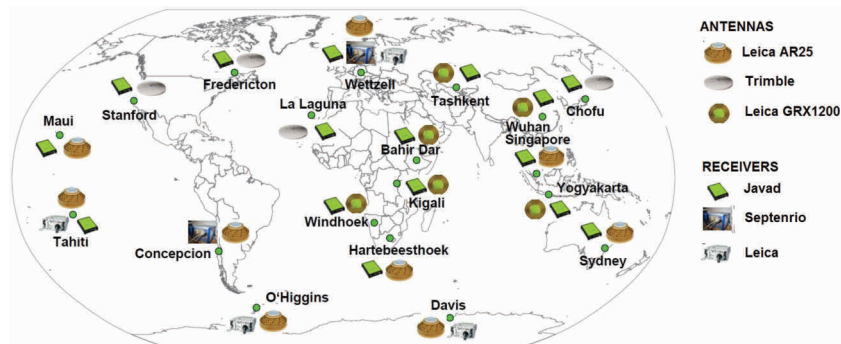 ANTENNAS
Leica AR25
Trimble
Leica GRX1200
RECEIVERS
Javad
Septenrio
Leica
Fredericton
Wettzell
Stanford
La Laguna
Tashkent
Chofu
Maui
Wuhan
Singapore
Bahir Dar
Yogyakarta
Kigali
Windhoek
Tahiti
Concepcion
Hartebeesthoek
Sydney
O‘Higgins
Davis